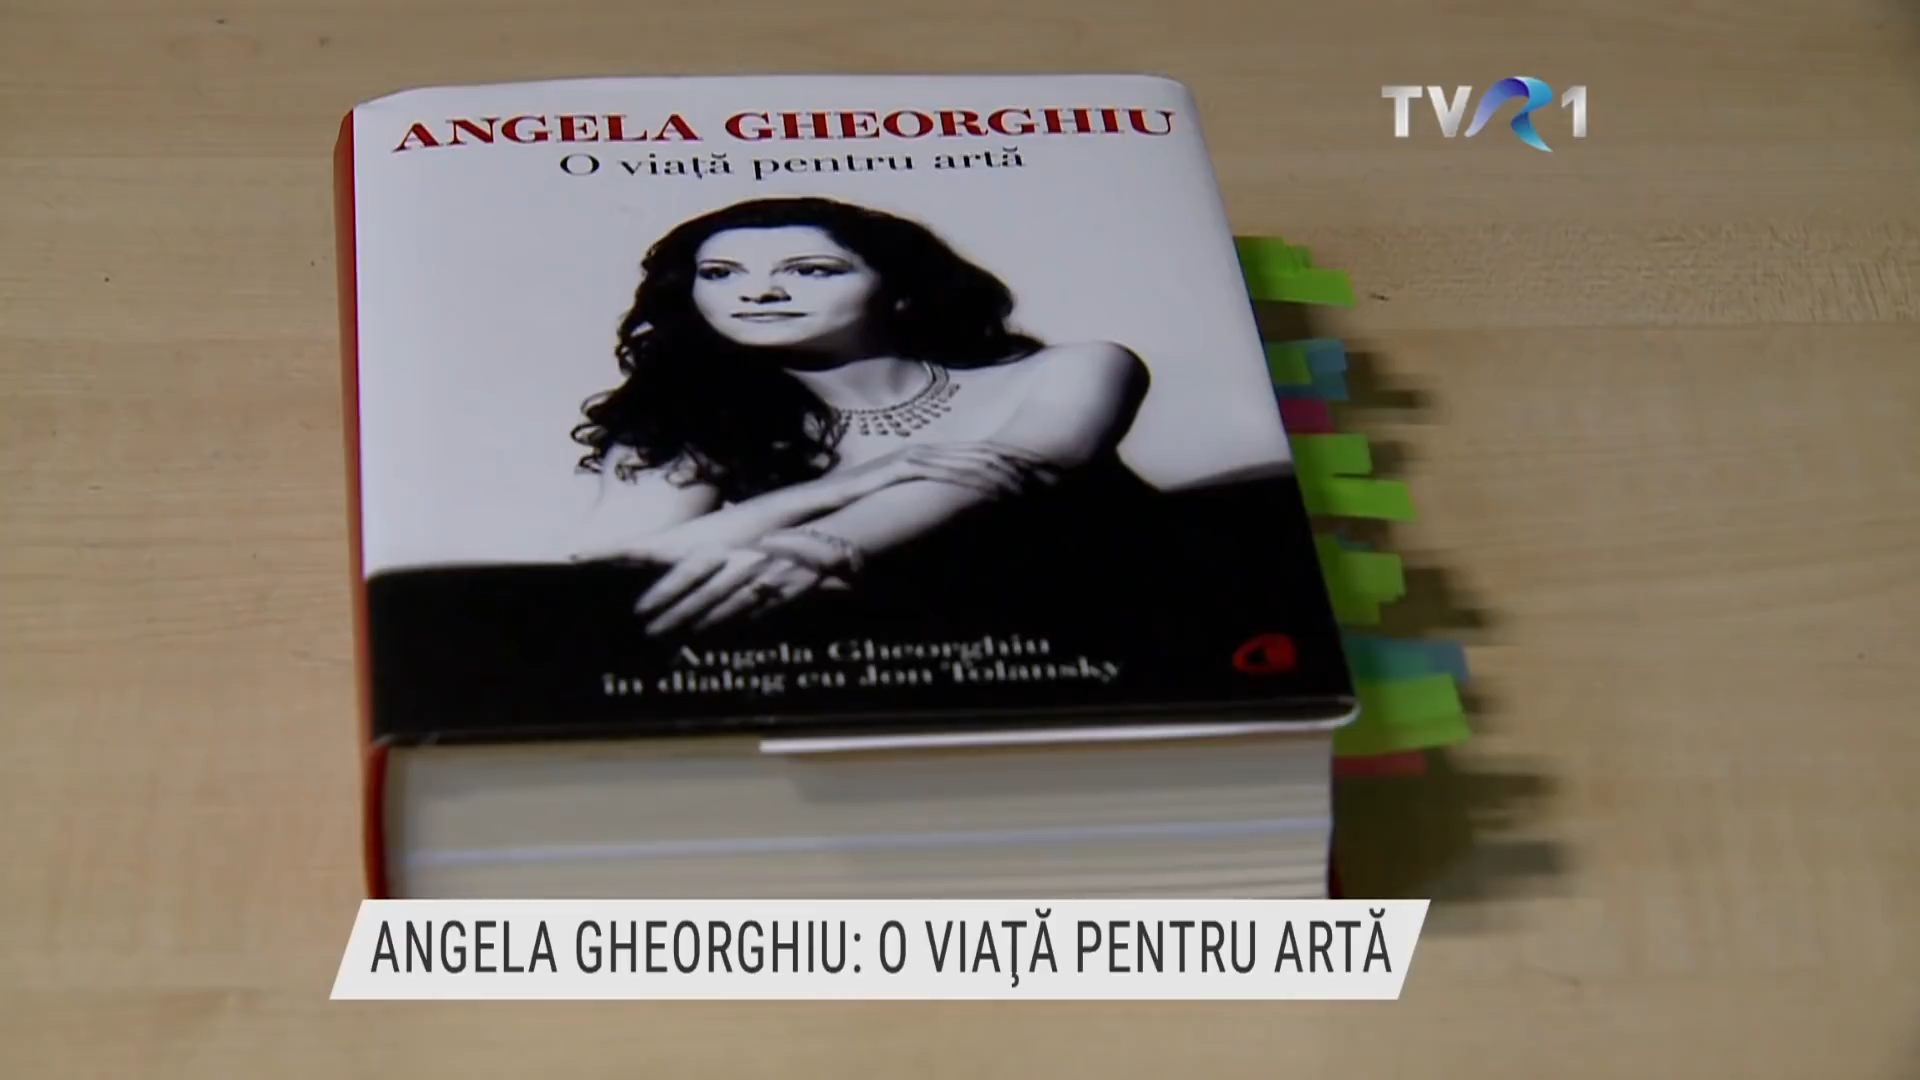 TVR1
ANGELA GHEORGHIU
O viață pentru artă
Angela Gheorghiu
în dialog cu Jon Tolansky
ANGELA GHEORGHIU: O VIAŢĂ PENTRU ARTĂ